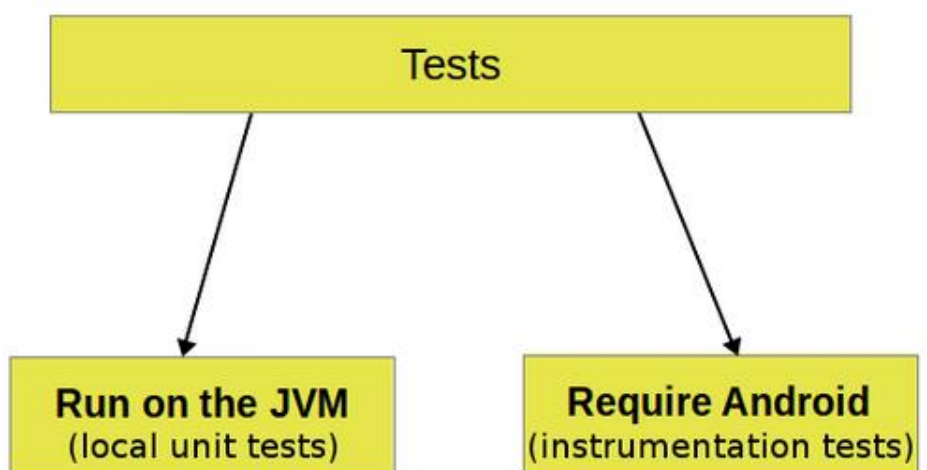 Tests
Run on the JVM
(local unit tests)
Require Android
(instrumentation tests)